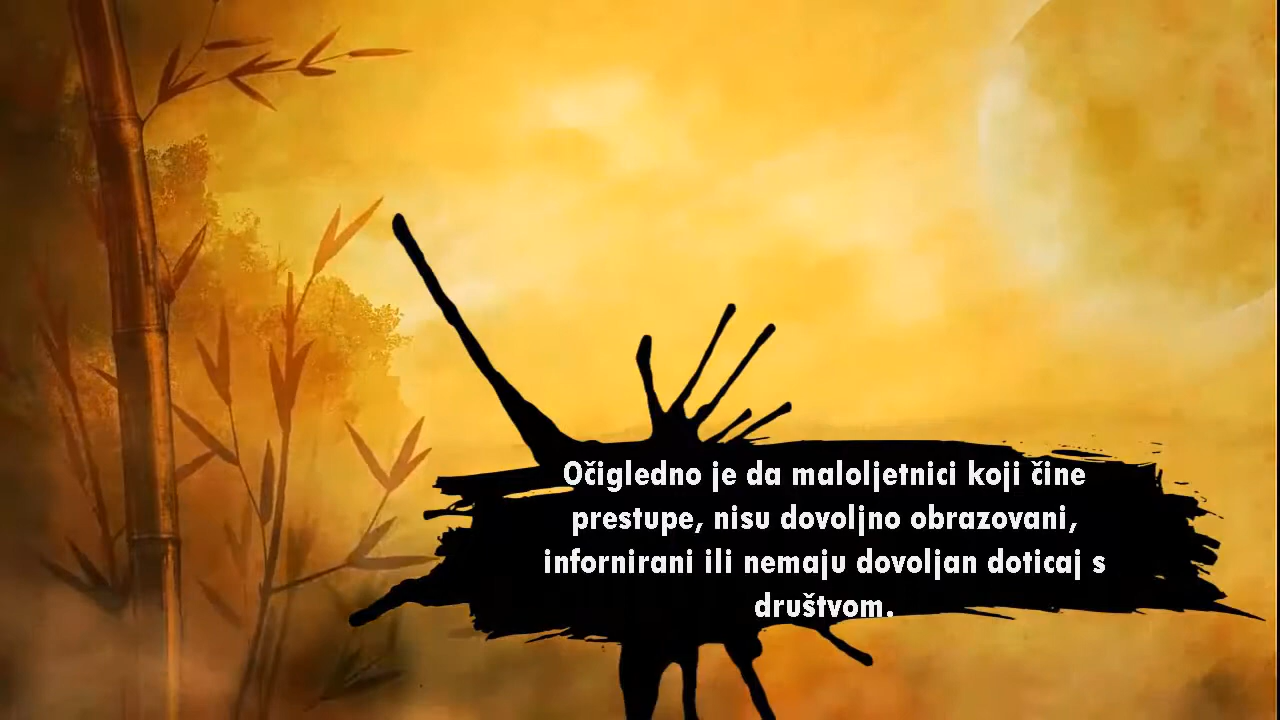 Očigledno je da maloljetnici koji čine
prestupe, nisu dovoljno obrazovani,
infornirani ili nemaju dovoljan doticaj s
društvom.